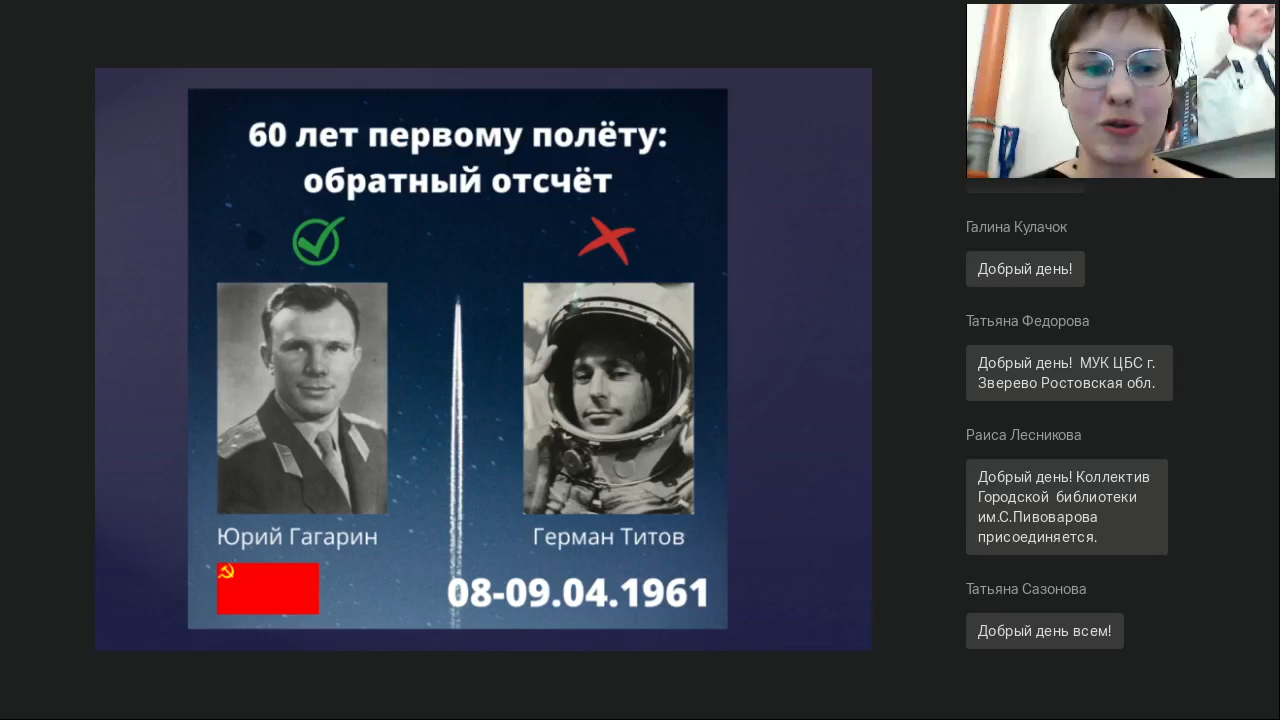 60 лет первому полёту:
обратный отсчёт
Юрий Гагарин
Герман Титов
08-09.04.1961
Галина Кулачок
Добрый день!
Татьяна Федорова
Добрый день! МУК ЦБС г.
Зверево Ростовская обл.
Раиса Лесникова
Добрый день! Коллектив
Городской библиотеки
им.С.Пивоварова
присоединяется.
Татьяна Сазонова
Добрый день всем!